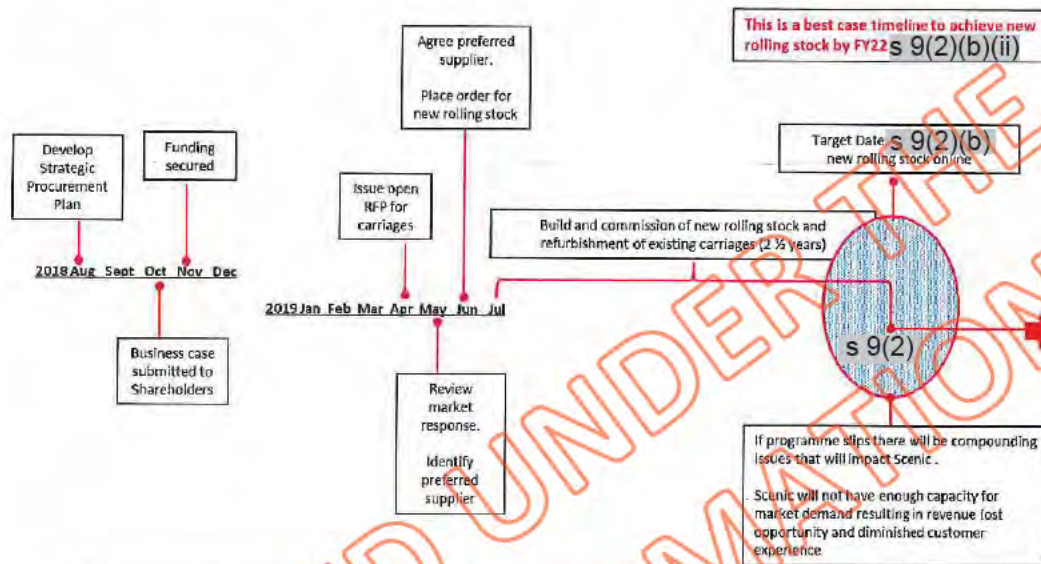 This is a best case timeline to achieve new
rolling stock by FY22 s 9(2)(b)(ii)
Agree preferred
supplier.
Place order for
new rolling stock
Develop
Strategic
Procurement
Plan
Funding
secured
Target Date s 9(2)(b)
new rolling stock online
Issue open
RFP for
carriages
Build and commission of new rolling stock and
refurbishment of existing carriages (2 ½ years)
2018 Aug Sept Oct Nov Dec
2019 Jan Feb Mar Apr May Jun Jul
s 9(2)
Business case
submitted to
Shareholders
Review
market
response.
Identify
preferred
supplier
If programme slips there will be compounding
issues that will impact Scenic .
Scenic will not have enough capacity for
market demand resulting in revenue lost
opportunity and diminished customer
experience
UNDER THE